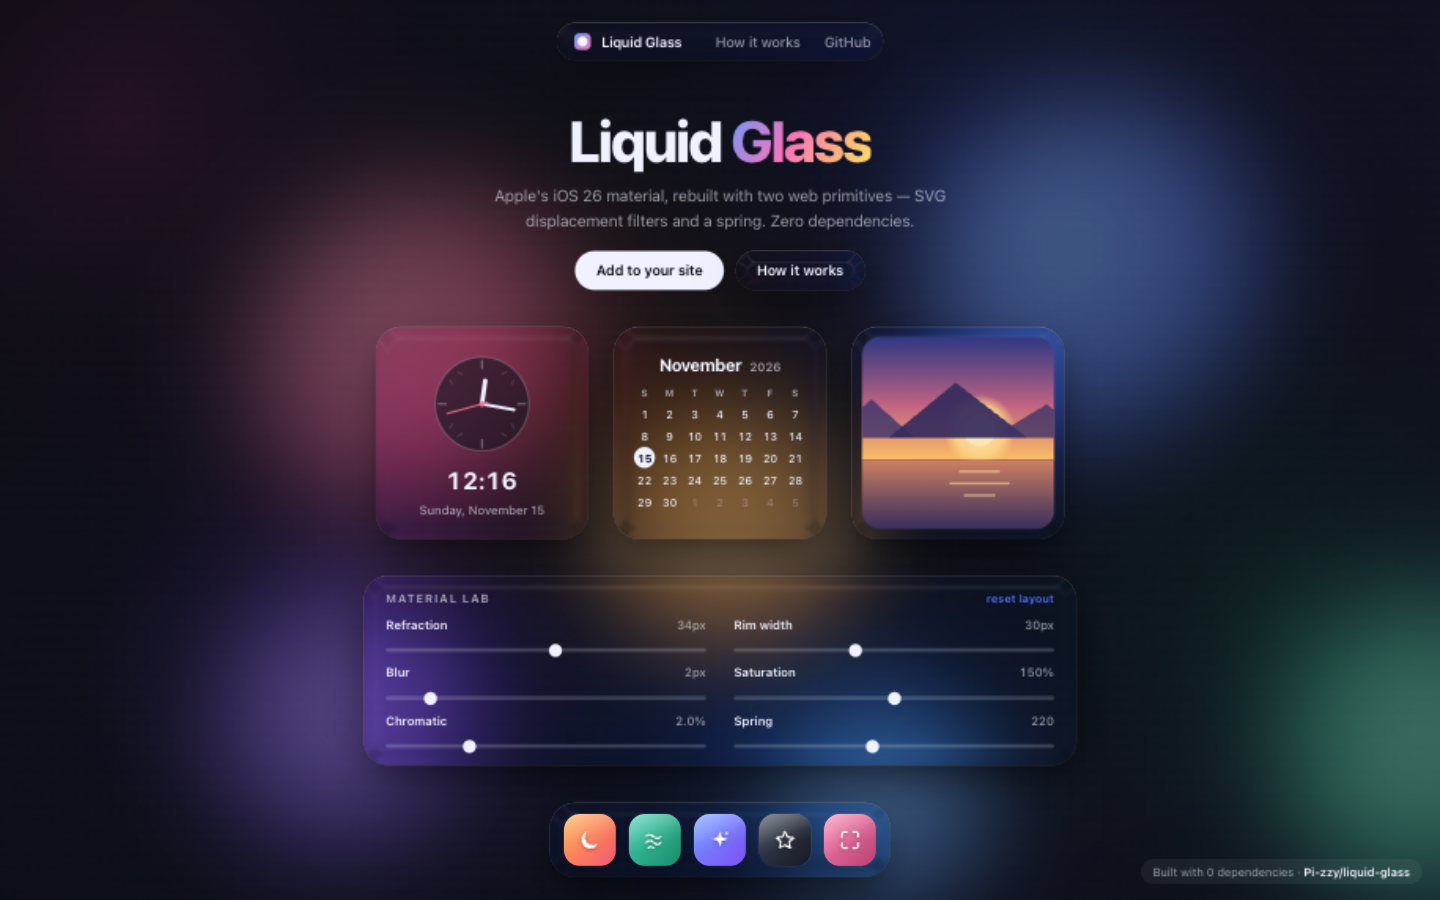 Liquid Glass How it works GitHub
Liquid Glass
Apple's iOS 26 material, rebuilt with two web primitives — SVG
displacement filters and a spring. Zero dependencies.
Add to your site How it works
12:16
Sunday, November 15
November 2026
S M T W T F S
1 2 3 4 5 6 7
8 9 10 11 12 13 14
15 16 17 18 19 20 21
22 23 24 25 26 27 28
29 30 1 2 3 4 5
MATERIAL LAB reset layout
Refraction 34px Rim width 30px
Blur 2px Saturation 150%
Chromatic 2.0% Spring 220
Built with 0 dependencies · Pi-zzy/liquid-glass